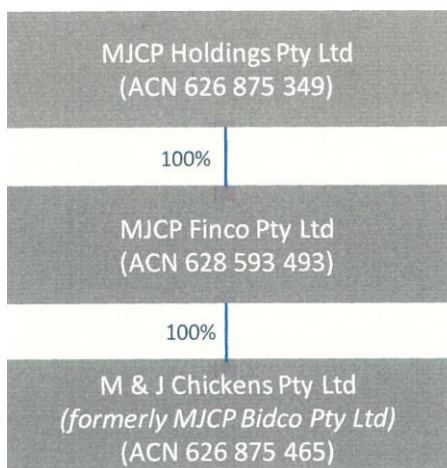 MJCP Holdings Pty Ltd
(ACN 626 875 349)
100%
MJCP Finco Pty Ltd
(ACN 628 593 493)
100%
M & J Chickens Pty Ltd
(formerly MJCP Bidco Pty Ltd)
(ACN 626 875 465)